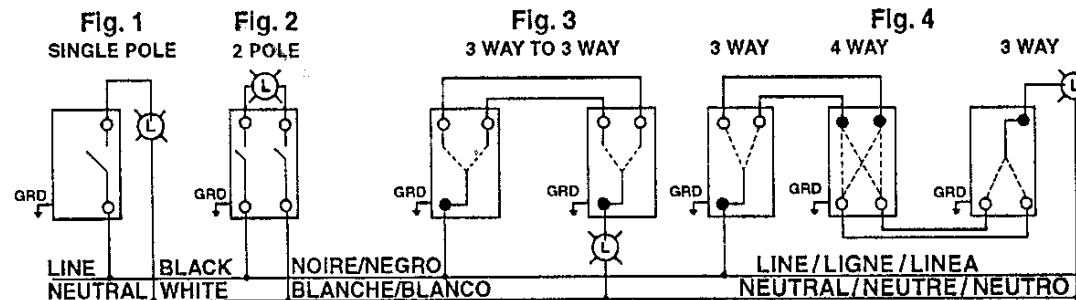 Fig. 1
SINGLE POLE
Fig. 2
2 POLE
Fig. 3
3 WAY TO 3 WAY
Fig. 4
3 WAY
4 WAY
3 WAY
L
L
L
L
GRD
GRD
GRD
GRD
GRD
GRD
GRD
LINE BLACK NOIRE/NEGRO LINE/LIGNE/LINEA
NEUTRAL WHITE BLANCHE/BLANCO NEUTRAL/NEUTRE/NEUTRO